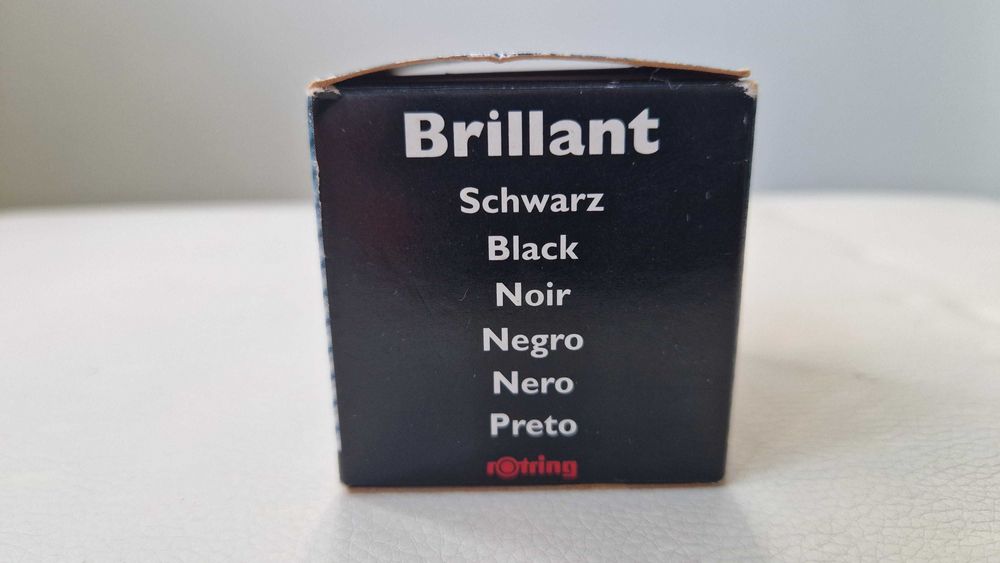 Brillant
Schwarz
Black
Noir
Negro
Nero
Preto
rotring